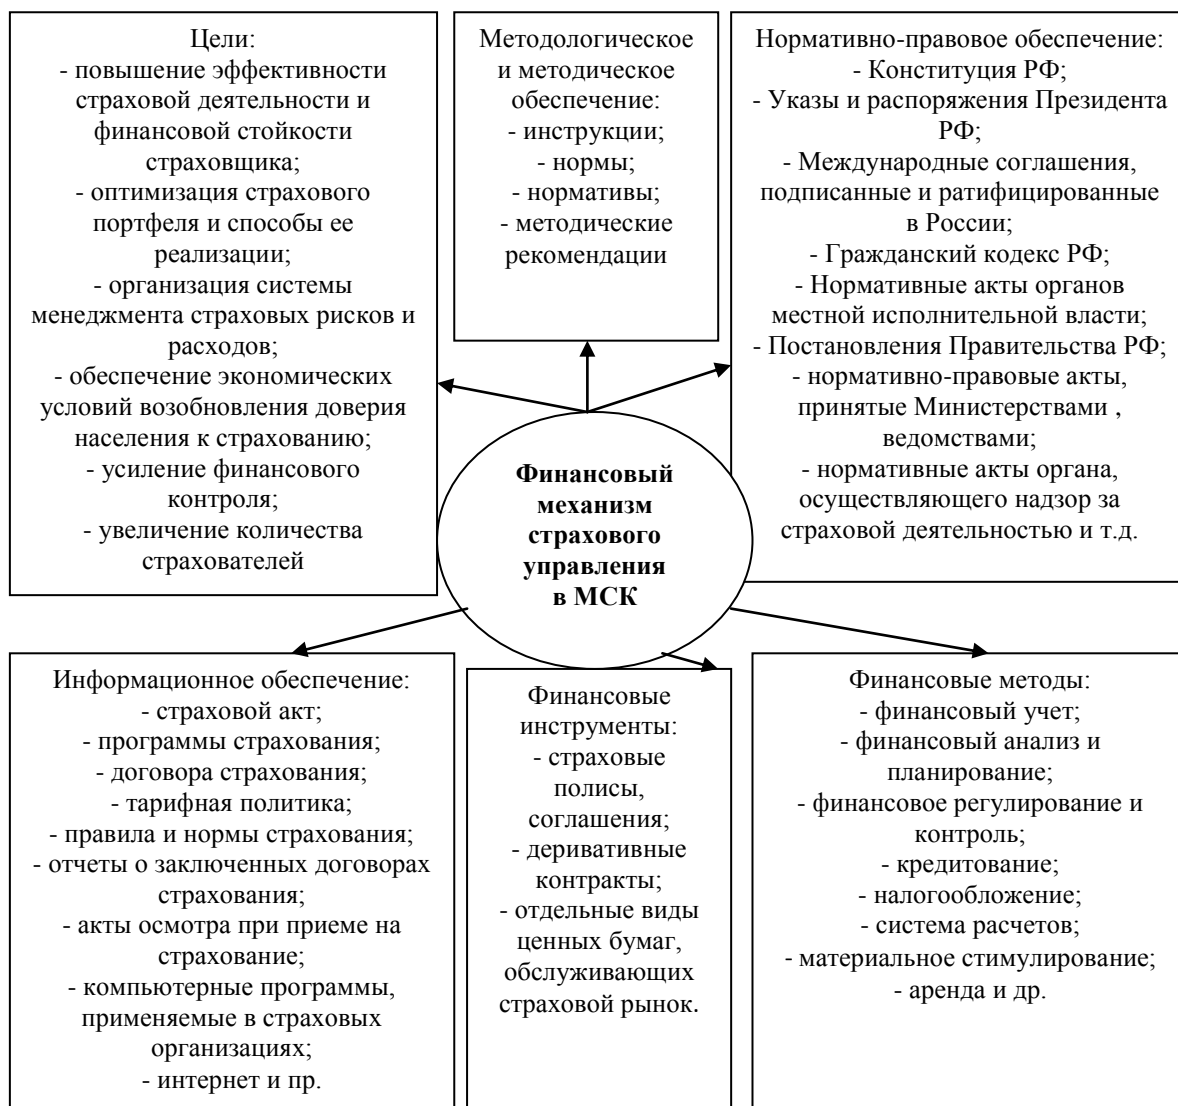 Цели:
- повышение эффективности
страховой деятельности и
финансовой стойкости
страховщика;
- оптимизация страхового
портфеля и способы ее
реализации;
- организация системы
менеджмента страховых рисков и
расходов;
- обеспечение экономических
условий возобновления доверия
населения к страхованию;
- усиление финансового
контроля;
- увеличение количества
страхователей
Методологическое
и методическое
обеспечение:
- инструкции;
- нормы;
- нормативы;
- методические
рекомендации
Нормативно-правовое обеспечение:
- Конституция РФ;
- Указы и распоряжения Президента
РФ;
- Международные соглашения,
подписанные и ратифицированные
в России;
- Гражданский кодекс РФ;
- Нормативные акты органов
местной исполнительной власти;
- Постановления Правительства РФ;
- нормативно-правовые акты,
принятые Министерствами ,
ведомствами;
- нормативные акты органа,
осуществляющего надзор за
страховой деятельностью и т.д.
Финансовый
механизм
страхового
управления
в МСК
Информационное обеспечение:
- страховой акт;
- программы страхования;
- договора страхования;
- тарифная политика;
- правила и нормы страхования;
- отчеты о заключенных договорах
страхования;
- акты осмотра при приеме на
страхование;
- компьютерные программы,
применяемые в страховых
организациях;
- интернет и пр.
Финансовые
инструменты:
- страховые
полисы,
соглашения;
- деривативные
контракты;
- отдельные виды
ценных бумаг,
обслуживающих
страховой рынок.
Финансовые методы:
- финансовый учет;
- финансовый анализ и
планирование;
- финансовое регулирование и
контроль;
- кредитование;
- налогообложение;
- система расчетов;
- материальное стимулирование;
- аренда и др.